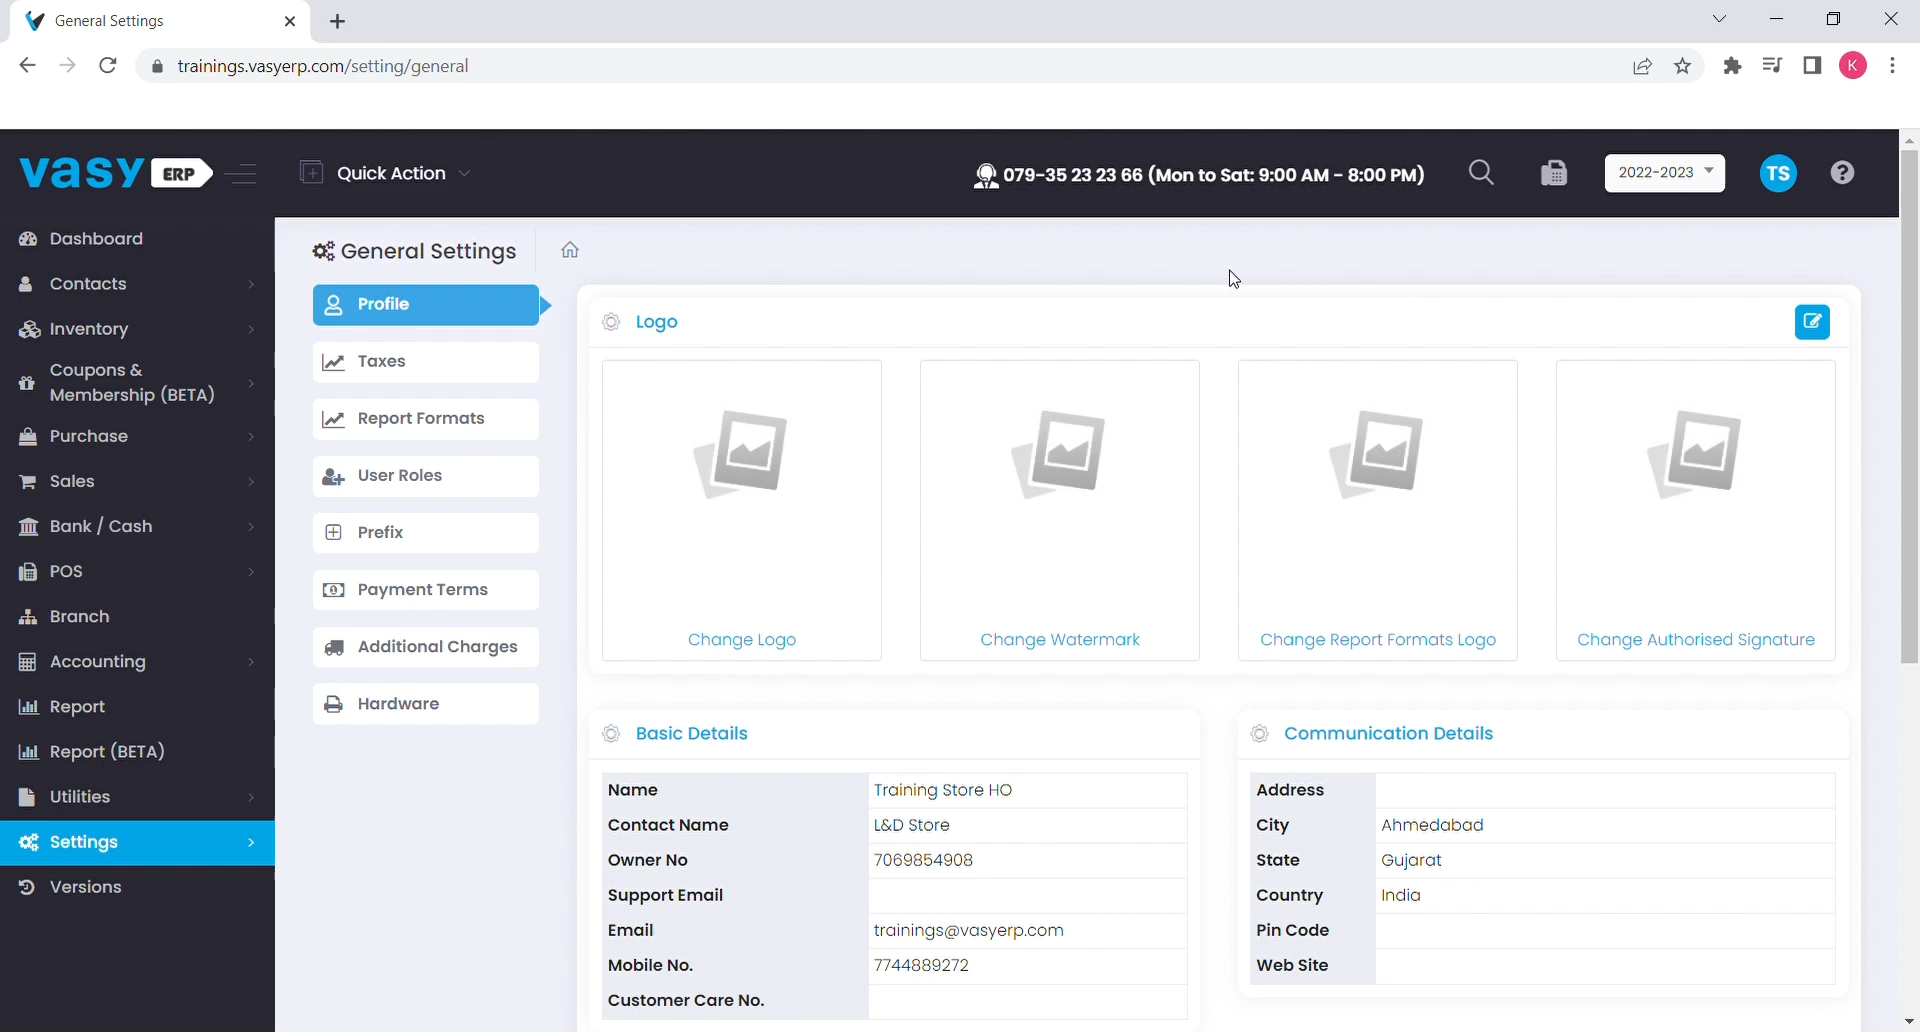 General Settings
trainings.vasyerp.com/setting/general
K
vasy ERP
Quick Action
079-35 23 23 66 (Mon to Sat: 9:00 AM - 8:00 PM)
2022-2023
TS
Dashboard
Contacts
Inventory
Coupons &
Membership (BETA)
Purchase
Sales
Bank / Cash
POS
Branch
Accounting
Report
Report (BETA)
Utilities
Settings
Versions
General Settings
Profile
Taxes
Report Formats
User Roles
Prefix
Payment Terms
Additional Charges
Hardware
Logo
Change Logo
Change Watermark
Change Report Formats Logo
Change Authorised Signature
Basic Details
Name Training Store HO
Contact Name L&D Store
Owner No 7069854908
Support Email
Email trainings@vasyerp.com
Mobile No. 7744889272
Customer Care No.
Communication Details
Address
City Ahmedabad
State Gujarat
Country India
Pin Code
Web Site